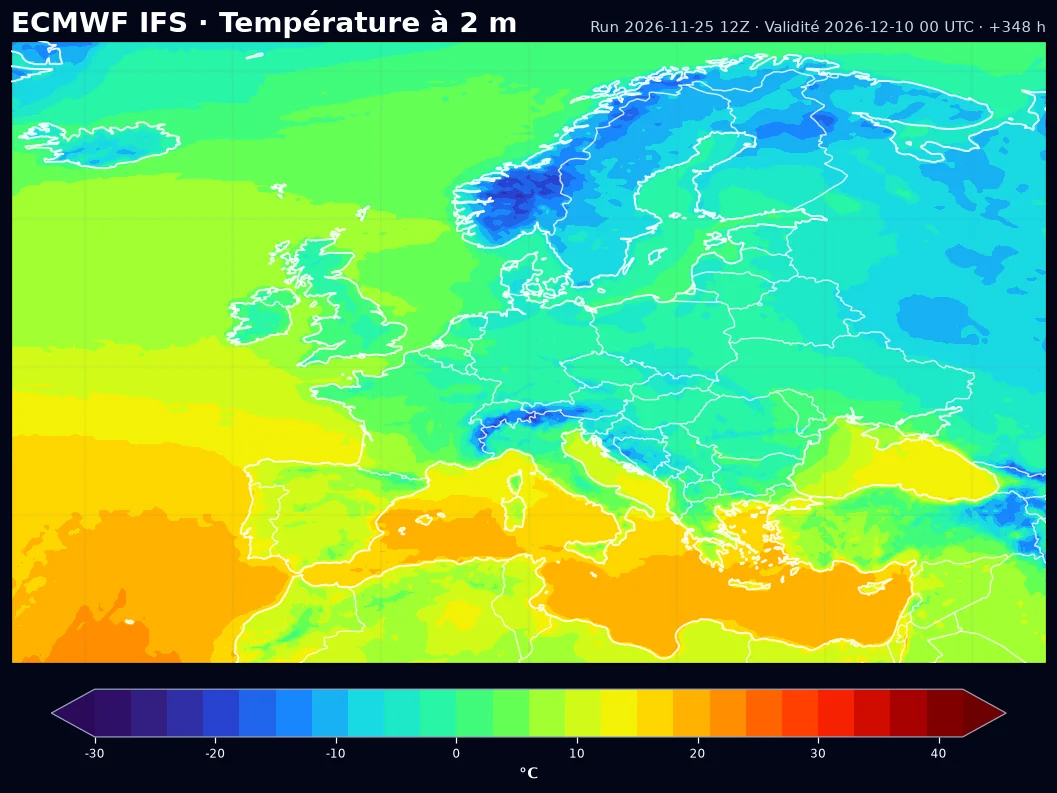 ECMWF IFS · Température à 2 m
Run 2026-11-25 12Z · Validité 2026-12-10 00 UTC · +348 h
-30 -20 -10 0 10 20 30 40
°C